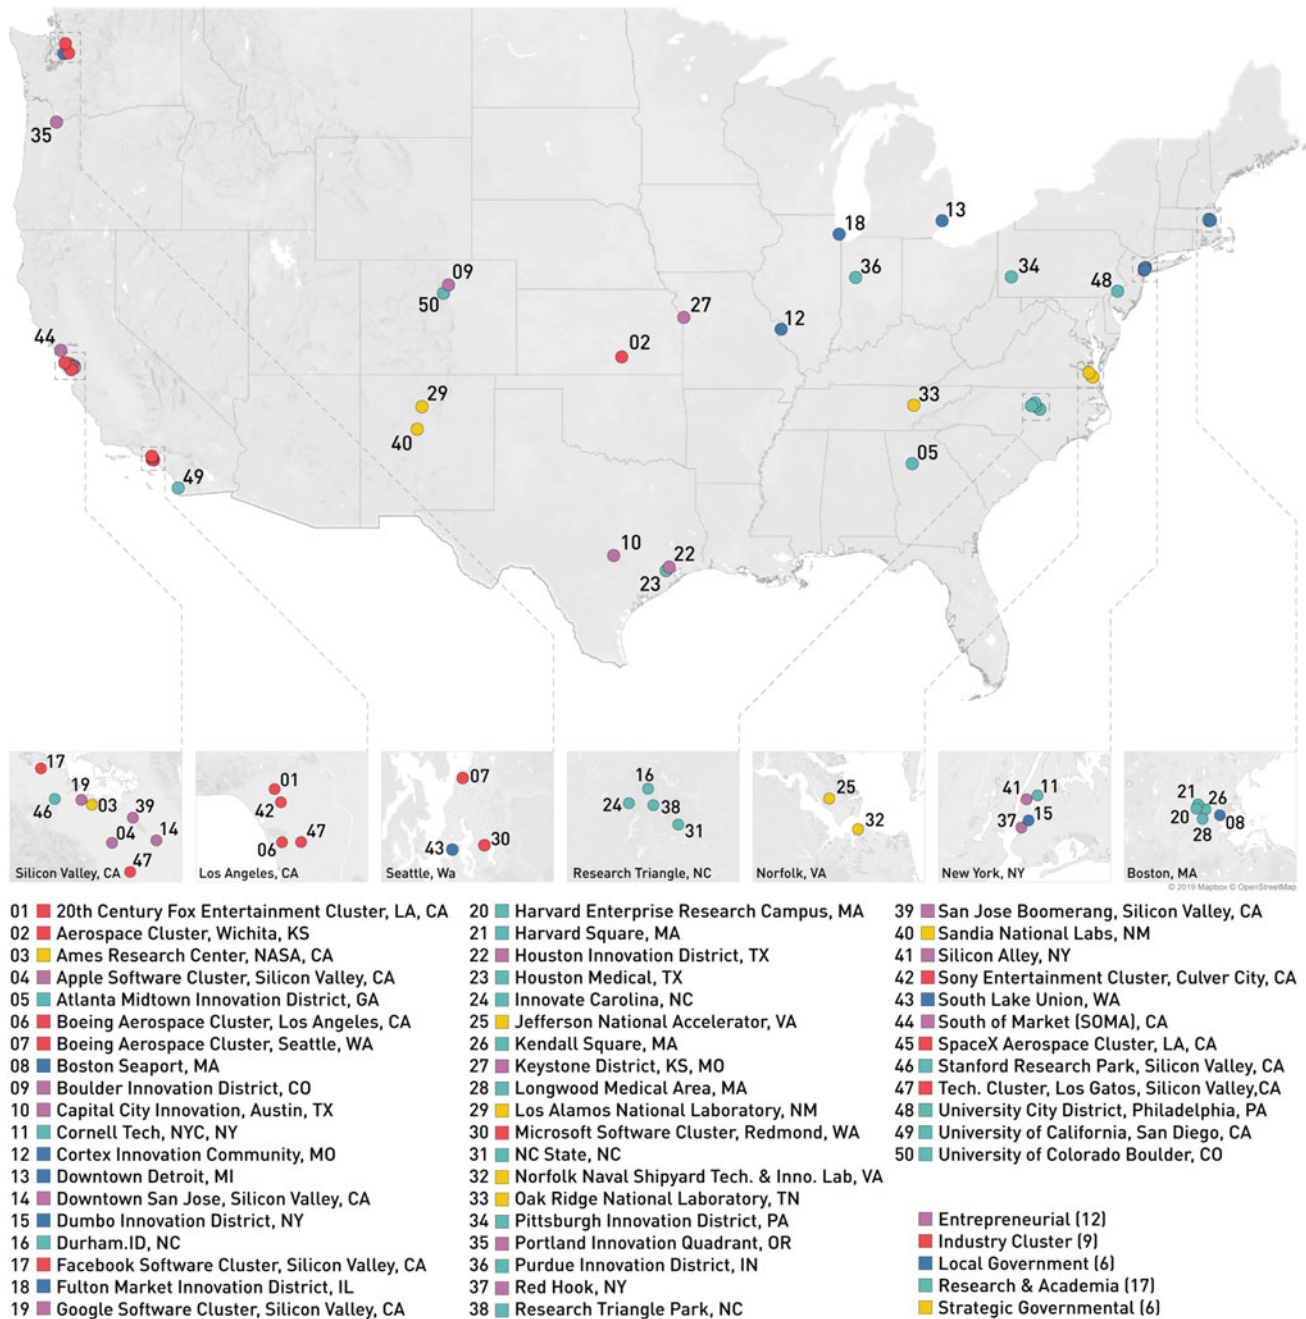 35
44
49
09
50
29
40
02
27
10
22
23
12
18
13
36
34
48
33
05
17
19
46
03
39
04
14
47
Silicon Valley, CA
01
42
06
47
Los Angeles, CA
07
30
43
Seattle, Wa
16
24
38
31
Research Triangle, NC
25
32
Norfolk, VA
41
11
15
37
New York, NY
21
26
20
08
28
Boston, MA
© 2019 Mapbox © OpenStreetMap
01 20th Century Fox Entertainment Cluster, LA, CA
02 Aerospace Cluster, Wichita, KS
03 Ames Research Center, NASA, CA
04 Apple Software Cluster, Silicon Valley, CA
05 Atlanta Midtown Innovation District, GA
06 Boeing Aerospace Cluster, Los Angeles, CA
07 Boeing Aerospace Cluster, Seattle, WA
08 Boston Seaport, MA
09 Boulder Innovation District, CO
10 Capital City Innovation, Austin, TX
11 Cornell Tech, NYC, NY
12 Cortex Innovation Community, MO
13 Downtown Detroit, MI
14 Downtown San Jose, Silicon Valley, CA
15 Dumbo Innovation District, NY
16 Durham.ID, NC
17 Facebook Software Cluster, Silicon Valley, CA
18 Fulton Market Innovation District, IL
19 Google Software Cluster, Silicon Valley, CA
20 Harvard Enterprise Research Campus, MA
21 Harvard Square, MA
22 Houston Innovation District, TX
23 Houston Medical, TX
24 Innovate Carolina, NC
25 Jefferson National Accelerator, VA
26 Kendall Square, MA
27 Keystone District, KS, MO
28 Longwood Medical Area, MA
29 Los Alamos National Laboratory, NM
30 Microsoft Software Cluster, Redmond, WA
31 NC State, NC
32 Norfolk Naval Shipyard Tech. & Inno. Lab, VA
33 Oak Ridge National Laboratory, TN
34 Pittsburgh Innovation District, PA
35 Portland Innovation Quadrant, OR
36 Purdue Innovation District, IN
37 Red Hook, NY
38 Research Triangle Park, NC
39 San Jose Boomerang, Silicon Valley, CA
40 Sandia National Labs, NM
41 Silicon Alley, NY
42 Sony Entertainment Cluster, Culver City, CA
43 South Lake Union, WA
44 South of Market (SOMA), CA
45 SpaceX Aerospace Cluster, LA, CA
46 Stanford Research Park, Silicon Valley, CA
47 Tech. Cluster, Los Gatos, Silicon Valley,CA
48 University City District, Philadelphia, PA
49 University of California, San Diego, CA
50 University of Colorado Boulder, CO
Entrepreneurial (12)
Industry Cluster (9)
Local Government (6)
Research & Academia (17)
Strategic Governmental (6)